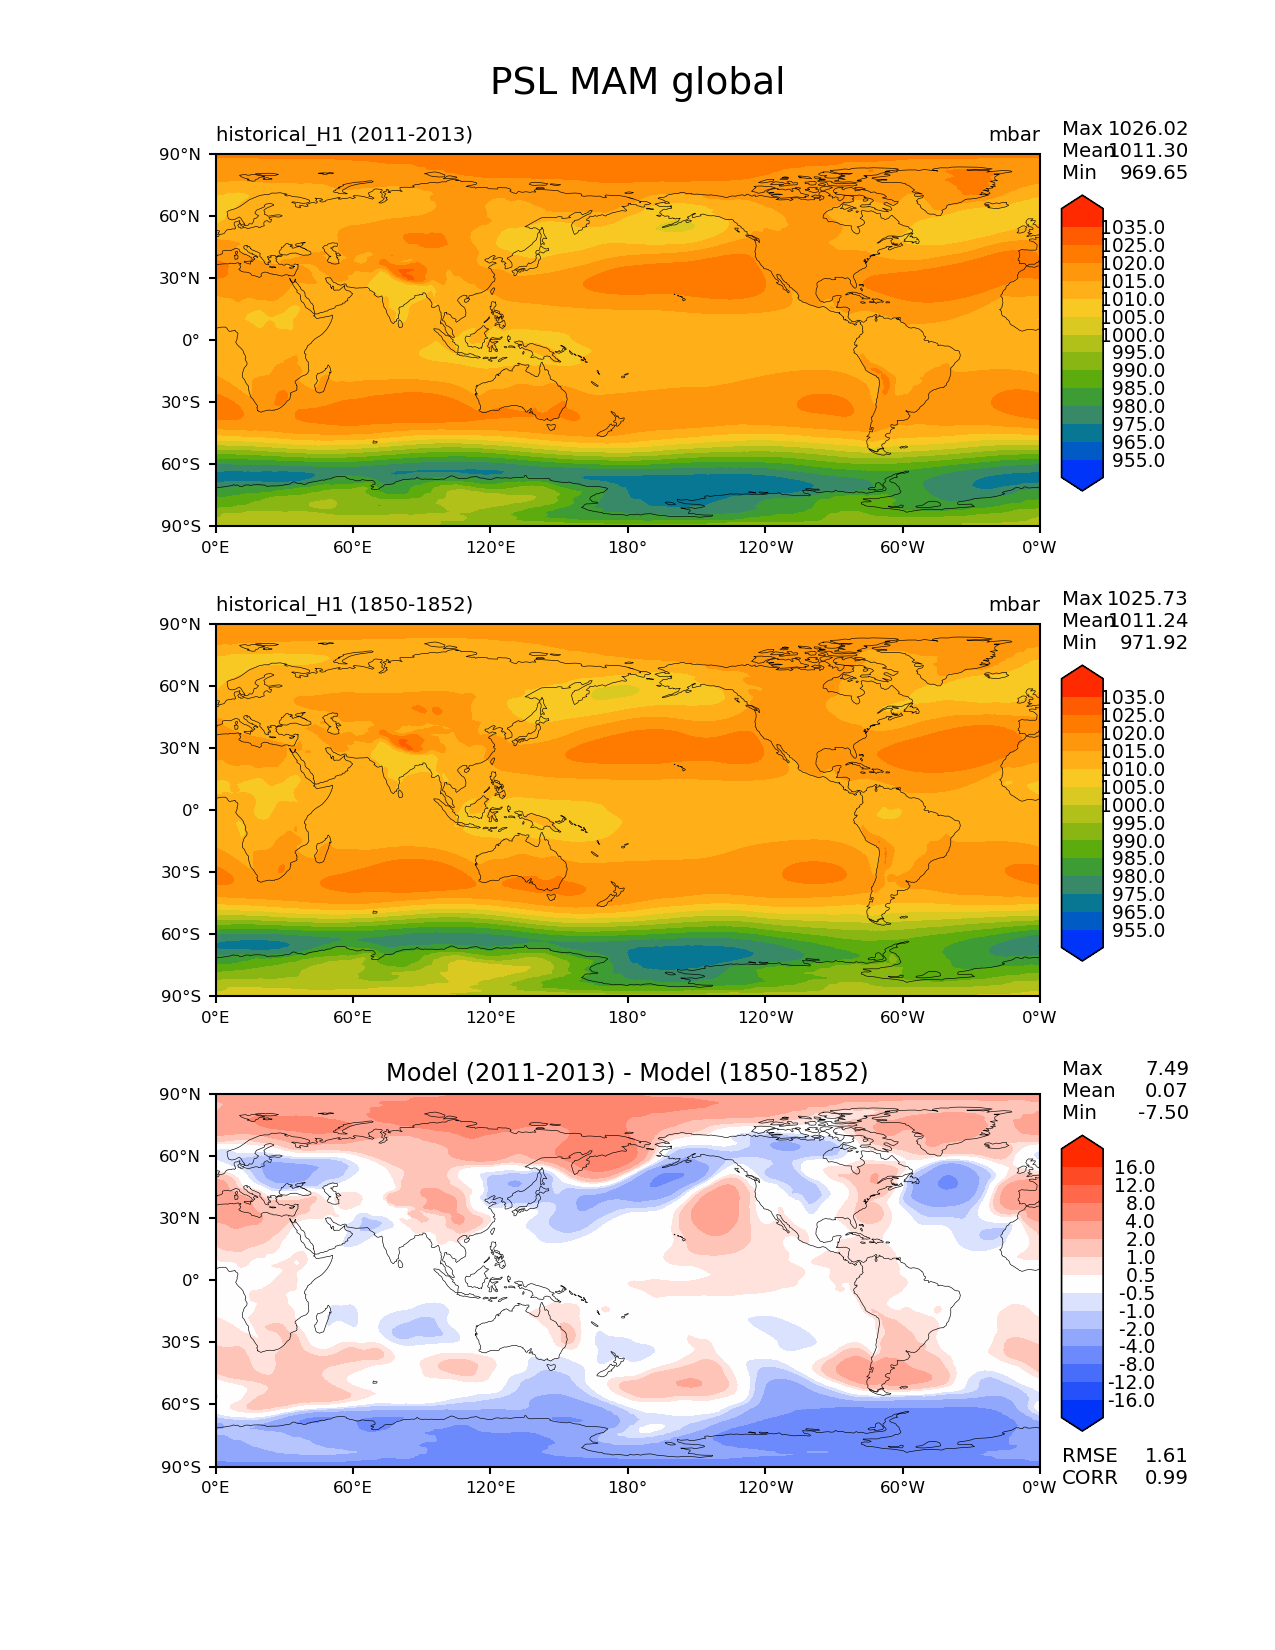 PSL MAM global
historical_H1 (2011-2013) mbar
Max 1026.02
Mean 1011.30
Min 969.65
90°N
60°N
30°N
0°
30°S
60°S
90°S
0°E 60°E 120°E 180° 120°W 60°W 0°W
1035.0
1025.0
1020.0
1015.0
1010.0
1005.0
1000.0
995.0
990.0
985.0
980.0
975.0
965.0
955.0
historical_H1 (1850-1852) mbar
Max 1025.73
Mean 1011.24
Min 971.92
90°N
60°N
30°N
0°
30°S
60°S
90°S
0°E 60°E 120°E 180° 120°W 60°W 0°W
1035.0
1025.0
1020.0
1015.0
1010.0
1005.0
1000.0
995.0
990.0
985.0
980.0
975.0
965.0
955.0
Model (2011-2013) - Model (1850-1852)
Max 7.49
Mean 0.07
Min -7.50
90°N
60°N
30°N
0°
30°S
60°S
90°S
0°E 60°E 120°E 180° 120°W 60°W 0°W
16.0
12.0
8.0
4.0
2.0
1.0
0.5
-0.5
-1.0
-2.0
-4.0
-8.0
-12.0
-16.0
RMSE 1.61
CORR 0.99